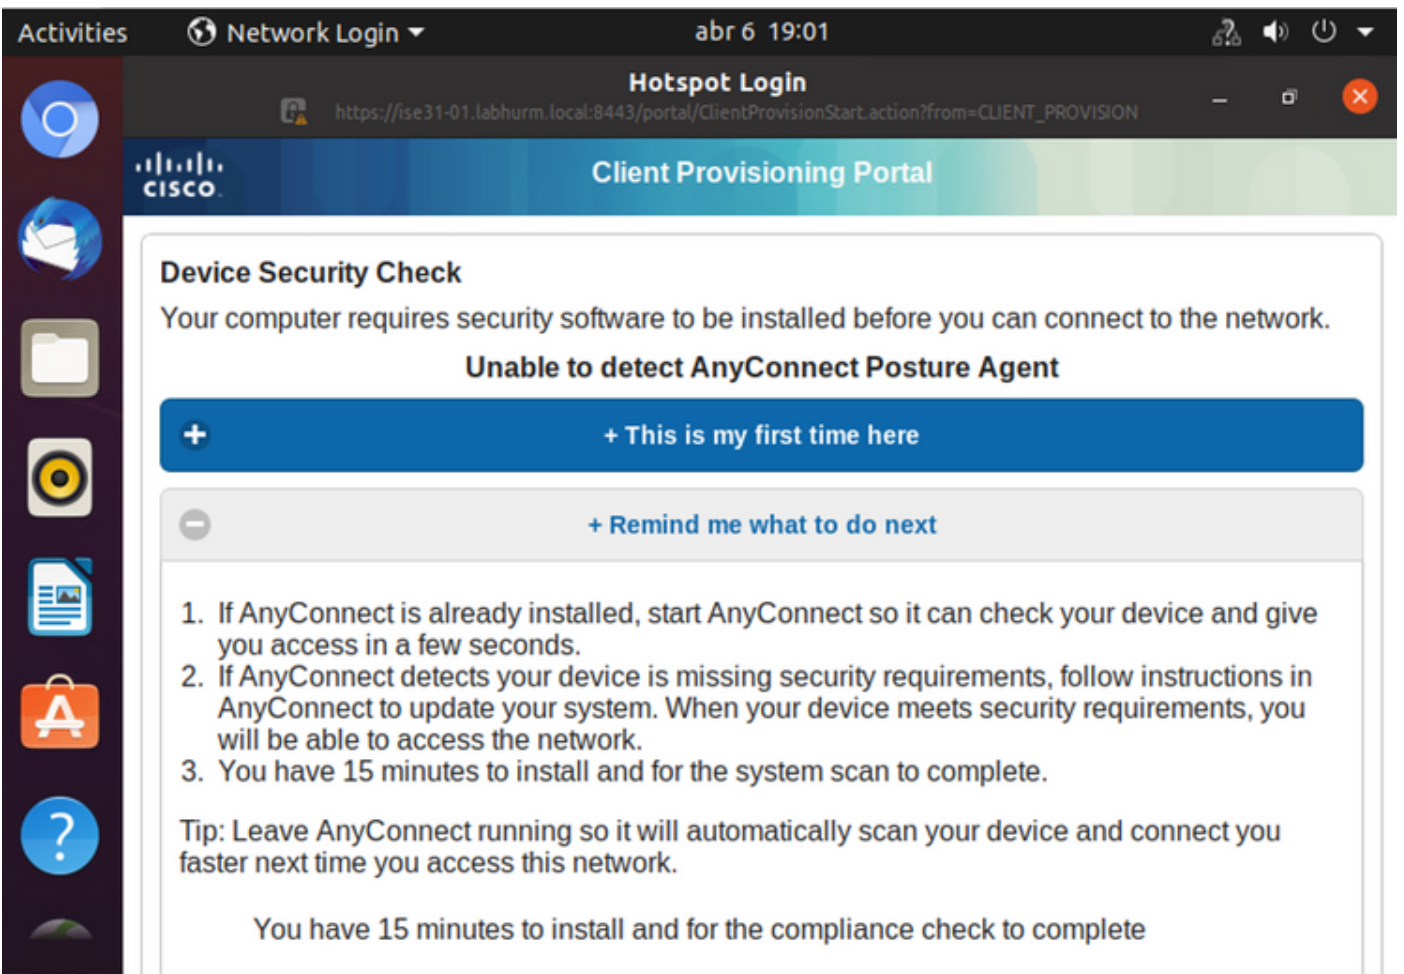 Activities Network Login abr 6 19:01
Hotspot Login
https://ise31-01.labhurm.local:8443/portal/ClientProvisionStart.action?from=CLIENT_PROVISION
CISCO Client Provisioning Portal
Device Security Check
Your computer requires security software to be installed before you can connect to the network.
Unable to detect AnyConnect Posture Agent
+ This is my first time here
+ Remind me what to do next
1. If AnyConnect is already installed, start AnyConnect so it can check your device and give
you access in a few seconds.
2. If AnyConnect detects your device is missing security requirements, follow instructions in
AnyConnect to update your system. When your device meets security requirements, you
will be able to access the network.
3. You have 15 minutes to install and for the system scan to complete.
Tip: Leave AnyConnect running so it will automatically scan your device and connect you
faster next time you access this network.
You have 15 minutes to install and for the compliance check to complete